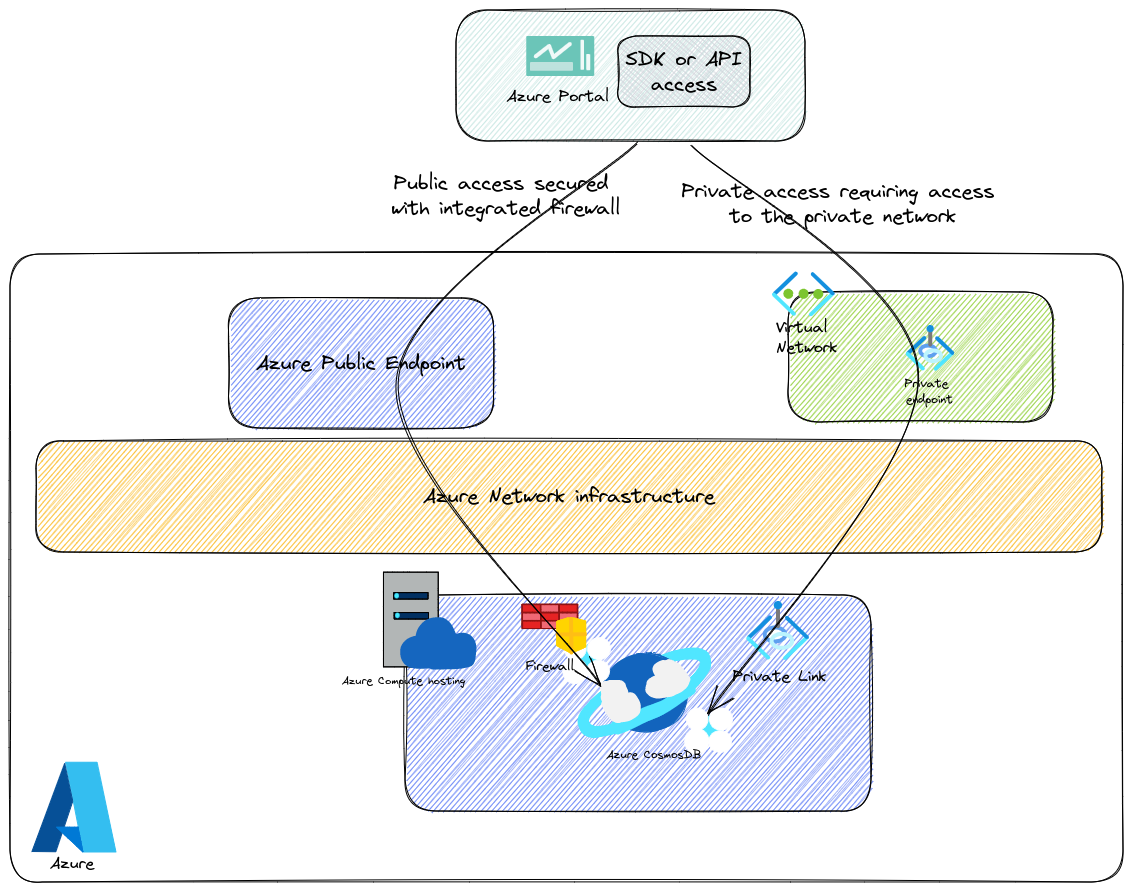 SDK or API
access
Azure Portal
Public access secured
with integrated firewall
Private access requiring access
to the private network
Virtual
Network
Azure Public Endpoint
Private
endpoint
Azure Network infrastructure
Firewall
Private Link
Azure Compute hosting
Azure CosmosDB
Azure